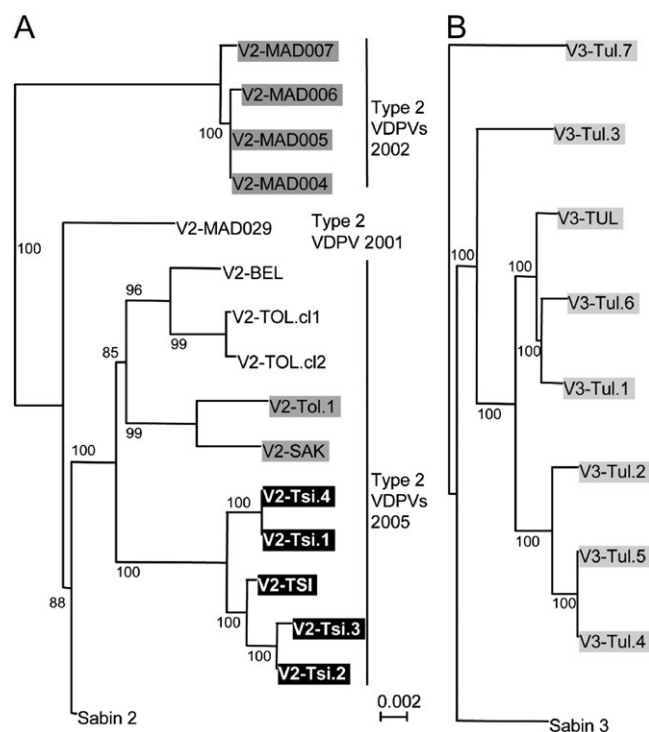 A
V2-MAD007
V2-MAD006
V2-MAD005
V2-MAD004
100
Type 2
VDPVs
2002
100
V2-MAD029
Type 2
VDPV 2001
V2-BEL
96
V2-TOL.cl1
99
V2-TOL.cl2
85
V2-Tol.1
99
V2-SAK
100
Type 2
VDPVs
2005
V2-Tsi.4
100
V2-Tsi.1
100
V2-TSI
100
V2-Tsi.3
100
V2-Tsi.2
88
Sabin 2
0.002
B
V3-Tul.7
V3-Tul.3
100
V3-TUL
100
V3-Tul.6
100
V3-Tul.1
100
V3-Tul.2
100
V3-Tul.5
100
V3-Tul.4
Sabin 3